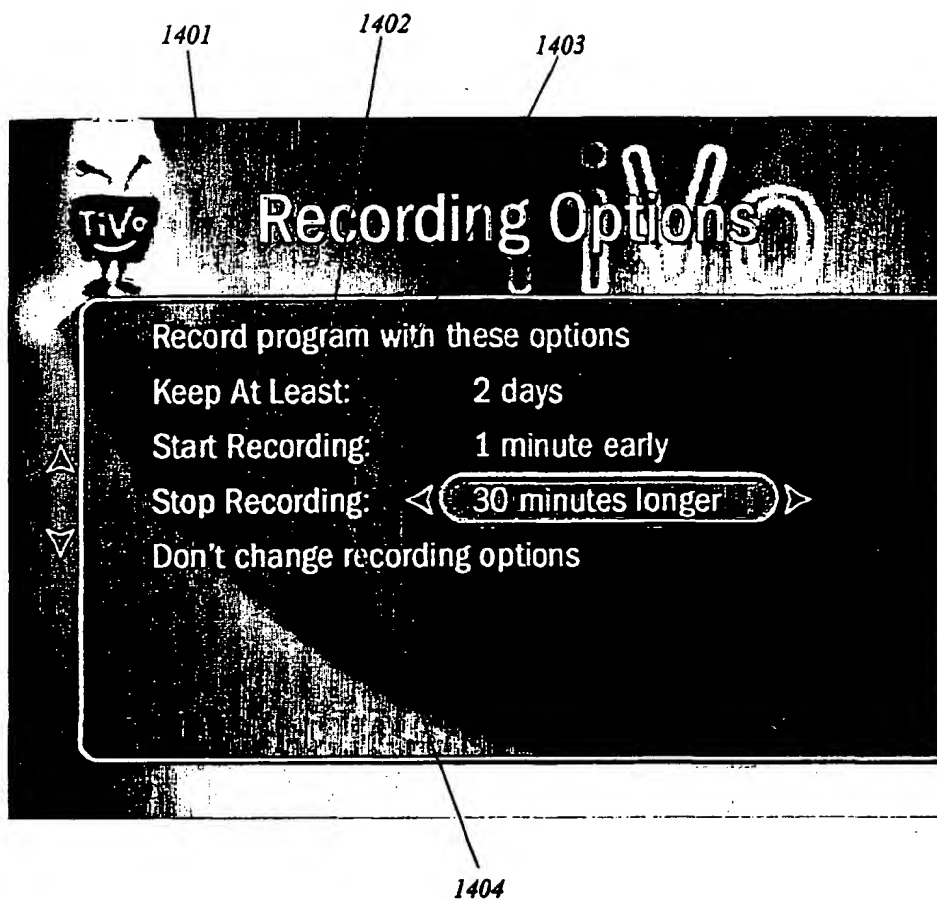 1401 1402 1403
TiVo
iVo
Recording Options
Record program with these options
Keep At Least: 2 days
Start Recording: 1 minute early
Stop Recording: 30 minutes longer
Don't change recording options
1404